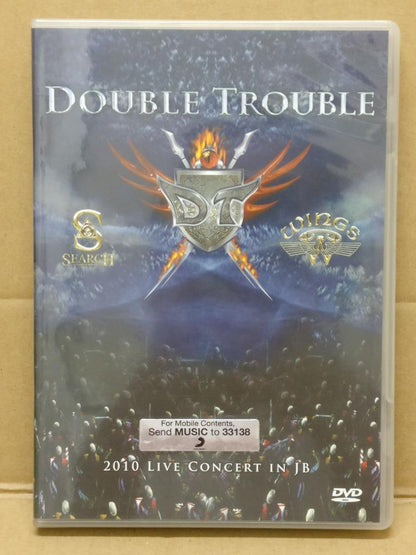 DOUBLE TROUBLE
DT
S
SEARCH
WINGS
For Mobile Contents,
Send MUSIC to 33138
2010 LIVE CONCERT IN JB
DVD